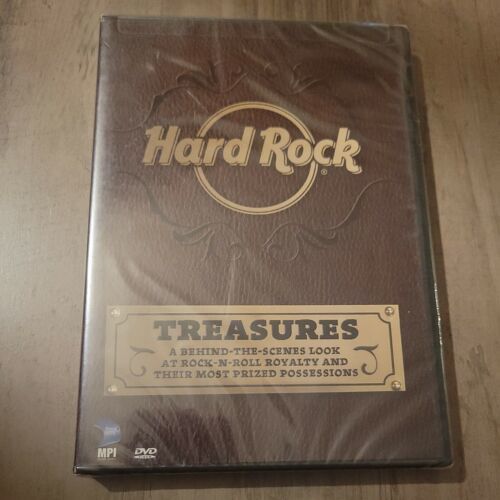 Hard Rock
®
TREASURES
A BEHIND-THE-SCENES LOOK
AT ROCK-N-ROLL ROYALTY AND
THEIR MOST PRIZED POSSESSIONS
MPI DVD